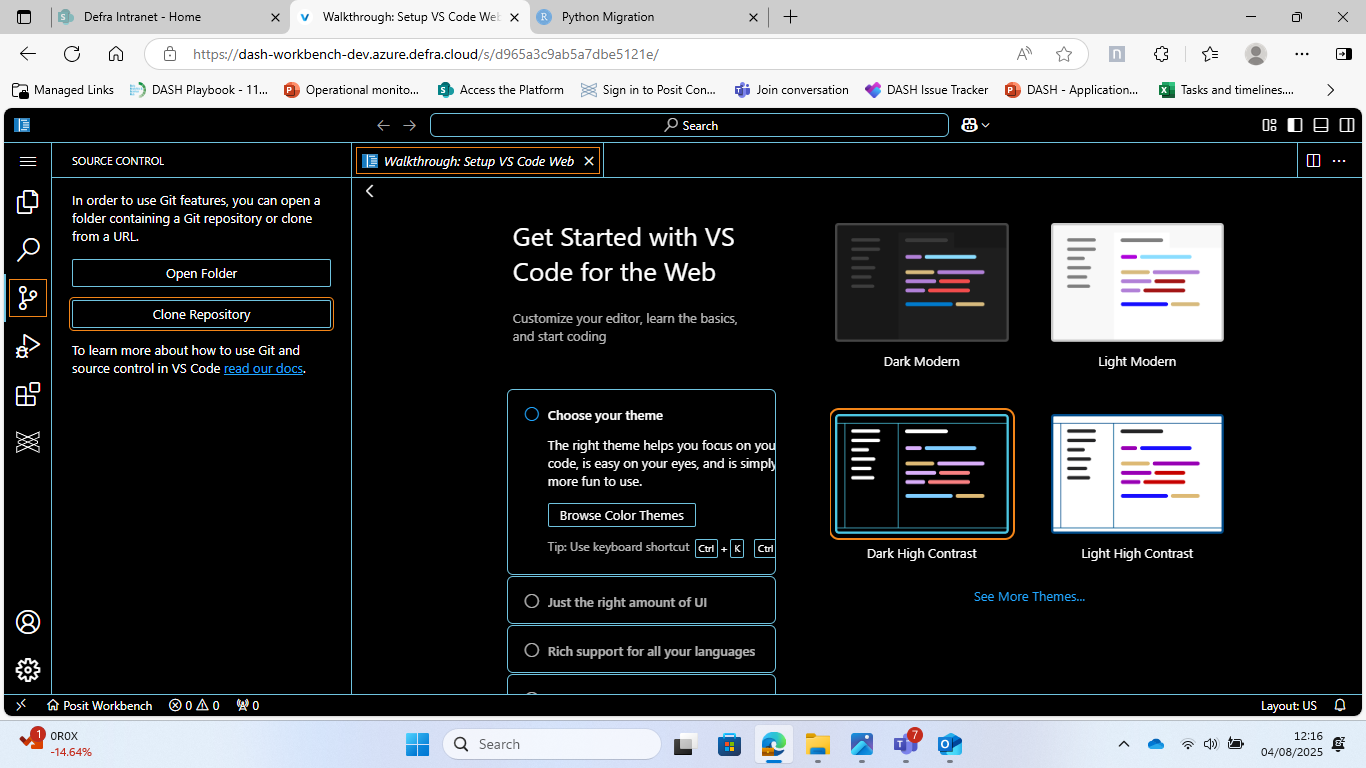 Defra Intranet - Home
Walkthrough: Setup VS Code Web
Python Migration
https://dash-workbench-dev.azure.defra.cloud/s/d965a3c9ab5a7dbe5121e/
Managed Links
DASH Playbook - 11...
Operational monito...
Access the Platform
Sign in to Posit Con...
Join conversation
DASH Issue Tracker
DASH - Application...
Tasks and timelines....
Search
SOURCE CONTROL
Walkthrough: Setup VS Code Web
In order to use Git features, you can open a
folder containing a Git repository or clone
from a URL.
Open Folder
Clone Repository
To learn more about how to use Git and
source control in VS Code read our docs.
Get Started with VS
Code for the Web
Customize your editor, learn the basics,
and start coding
Choose your theme
The right theme helps you focus on you
code, is easy on your eyes, and is simply
more fun to use.
Browse Color Themes
Tip: Use keyboard shortcut Ctrl + K Ctrl
Just the right amount of UI
Rich support for all your languages
Dark Modern
Light Modern
Dark High Contrast
Light High Contrast
See More Themes...
Posit Workbench
0 0
0
Layout: US
1
0R0X
-14.64%
Search
7
12:16
04/08/2025